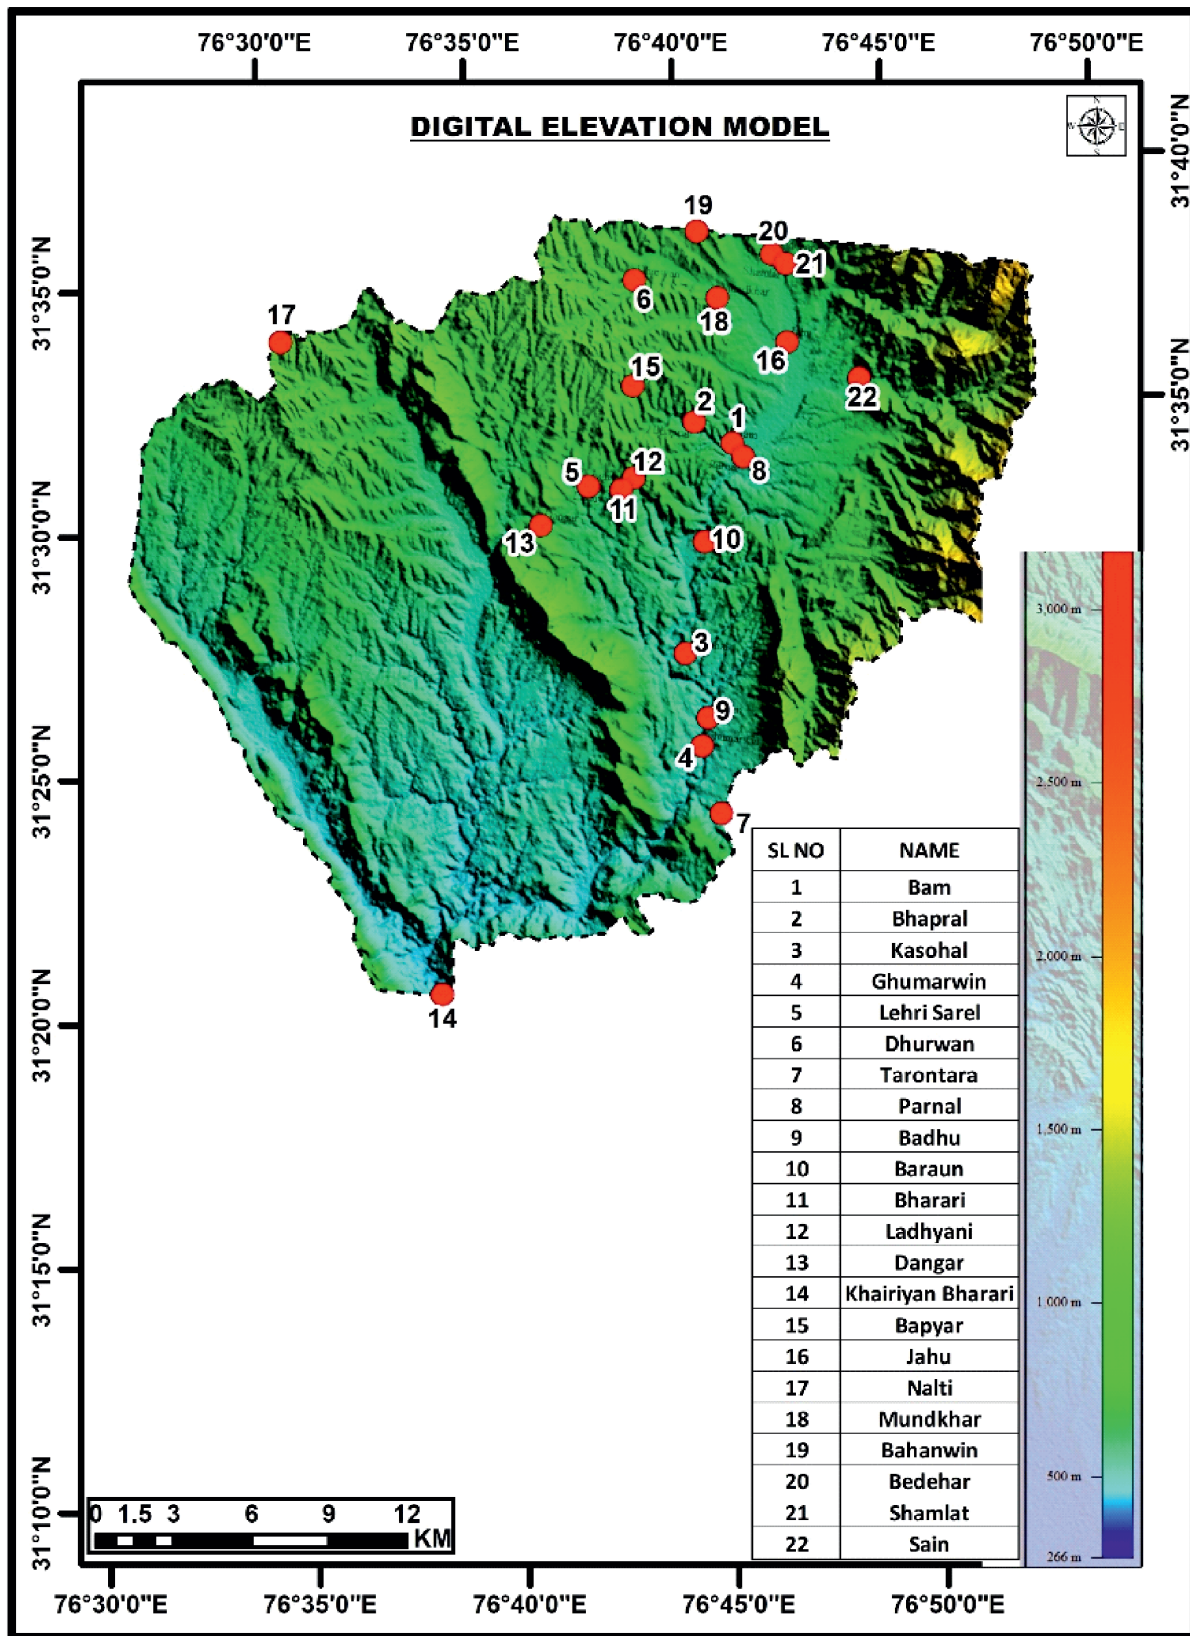 76°30'0"E 76°35'0"E 76°40'0"E 76°45'0"E 76°50'0"E
DIGITAL ELEVATION MODEL
N
W E
S
31°40'0"N
31°35'0"N
31°35'0"N
31°30'0"N
31°25'0"N
31°20'0"N
31°15'0"N
31°10'0"N
19
20
21
6
18
17
16
15
22
2
1
8
12
5
11
13
10
3
9
4
7
14
3,000 m
2,500 m
2,000 m
1,500 m
1,000 m
500 m
266 m
SL NO NAME
1 Bam
2 Bhapral
3 Kasohal
4 Ghumarwin
5 Lehri Sarel
6 Dhurwan
7 Tarontara
8 Parnal
9 Badhu
10 Baraun
11 Bharari
12 Ladhyani
13 Dangar
14 Khairiyan Bharari
15 Bapyar
16 Jahu
17 Nalti
18 Mundkhar
19 Bahanwin
20 Bedehar
21 Shamlat
22 Sain
0 1.5 3 6 9 12
KM
76°30'0"E 76°35'0"E 76°40'0"E 76°45'0"E 76°50'0"E